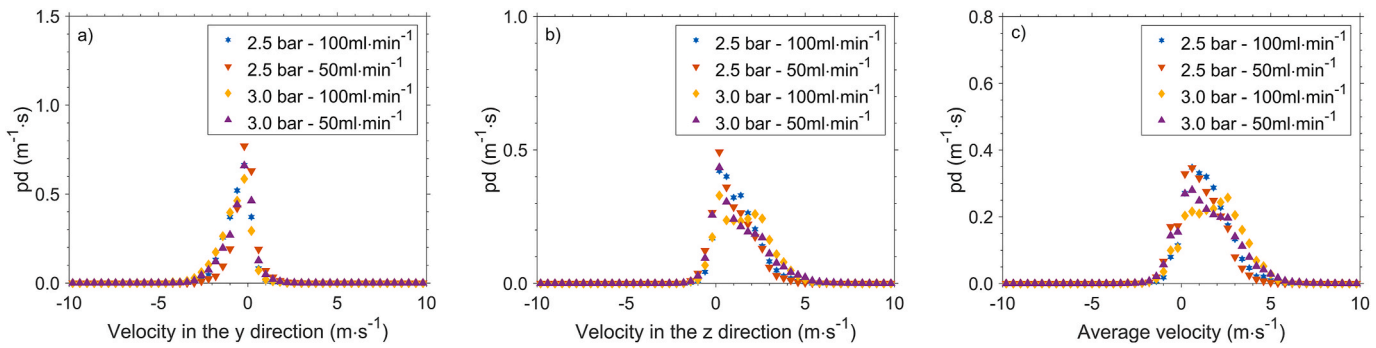 a)
1.5
1.0
0.5
0.0
pd (m⁻¹·s)
2.5 bar - 100ml·min⁻¹
2.5 bar - 50ml·min⁻¹
3.0 bar - 100ml·min⁻¹
3.0 bar - 50ml·min⁻¹
-10 -5 0 5 10
Velocity in the y direction (m·s⁻¹)
b)
1.0
0.5
0.0
pd (m⁻¹·s)
2.5 bar - 100ml·min⁻¹
2.5 bar - 50ml·min⁻¹
3.0 bar - 100ml·min⁻¹
3.0 bar - 50ml·min⁻¹
-10 -5 0 5 10
Velocity in the z direction (m·s⁻¹)
c)
0.8
0.6
0.4
0.2
0.0
pd (m⁻¹·s)
2.5 bar - 100ml·min⁻¹
2.5 bar - 50ml·min⁻¹
3.0 bar - 100ml·min⁻¹
3.0 bar - 50ml·min⁻¹
-10 -5 0 5 10
Average velocity (m·s⁻¹)